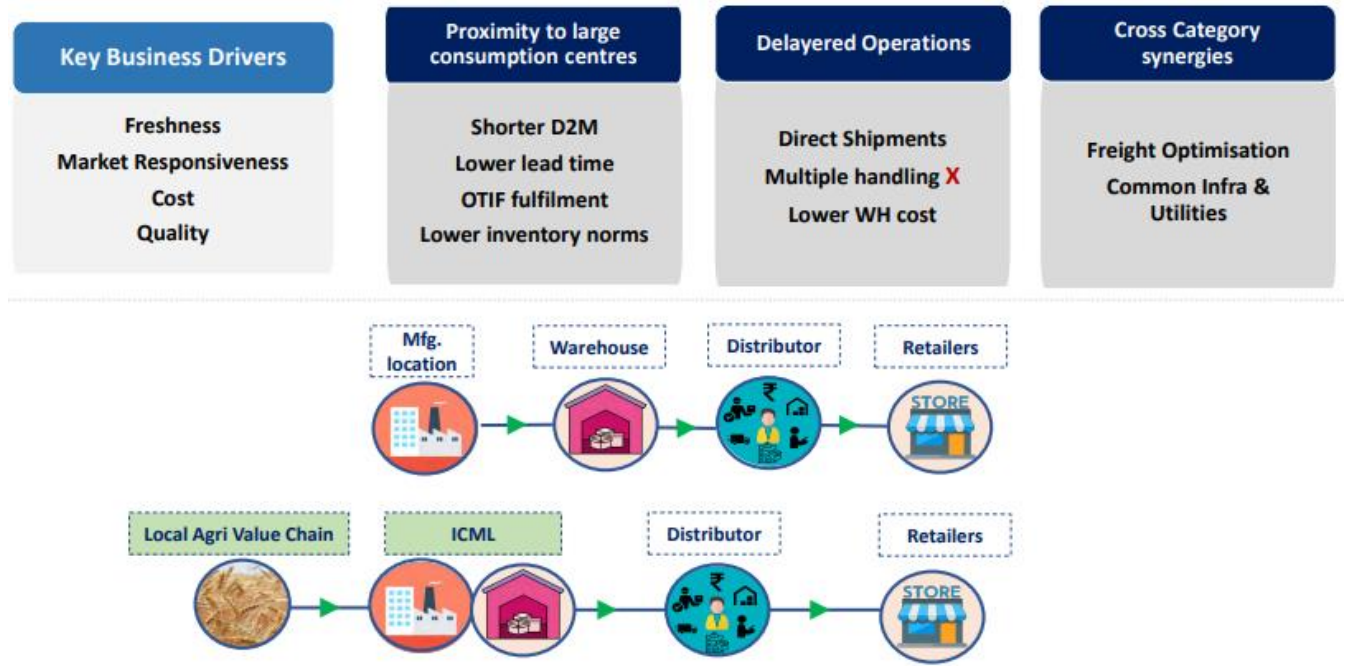 Key Business Drivers
Freshness
Market Responsiveness
Cost
Quality
Proximity to large
consumption centres
Shorter D2M
Lower lead time
OTIF fulfilment
Lower inventory norms
Delayered Operations
Direct Shipments
Multiple handling X
Lower WH cost
Cross Category
synergies
Freight Optimisation
Common Infra &
Utilities
Mfg.
location
Warehouse
Distributor
Retailers
₹
STORE
Local Agri Value Chain
ICML
Distributor
Retailers
₹
STORE